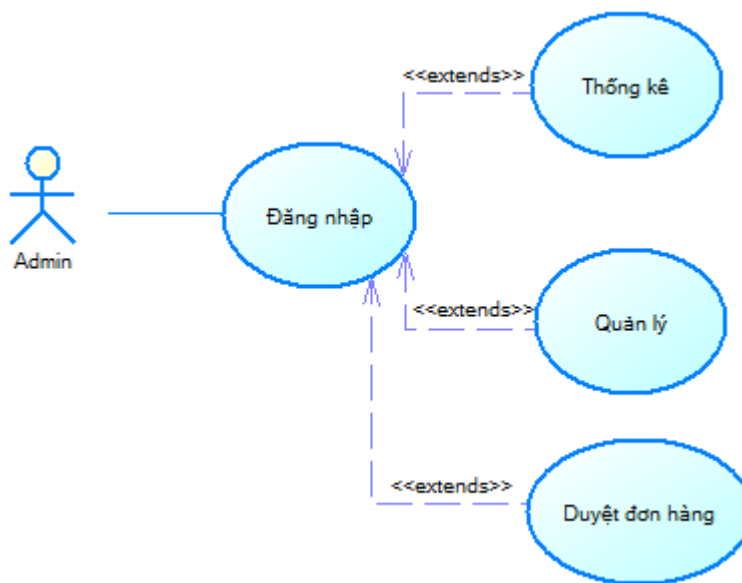 <<extends>>
Thống kê
Đăng nhập
Admin
<<extends>>
Quản lý
<<extends>>
Duyệt đơn hàng